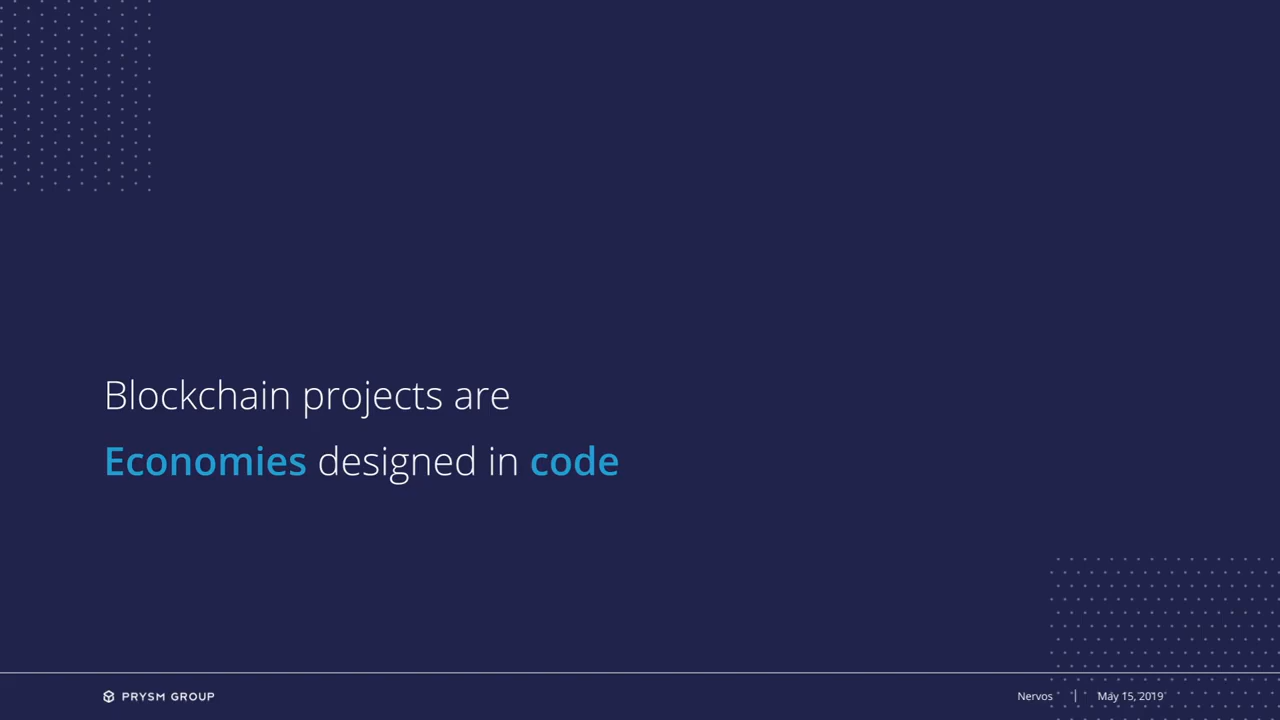 Blockchain projects are
Economies designed in code
PRYSM GROUP
Nervos | May 15, 2019